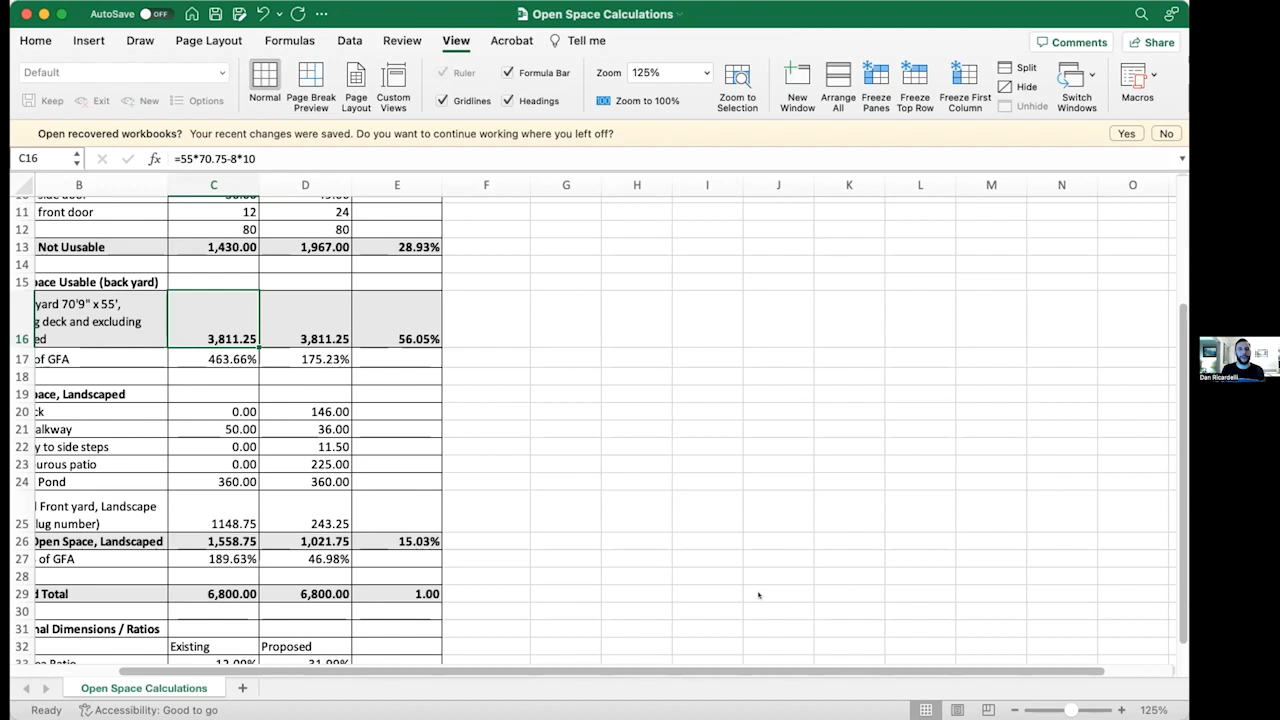 AutoSave OFF
Open Space Calculations
Home Insert Draw Page Layout Formulas Data Review View Acrobat Tell me
Comments Share
Default
Keep Exit New Options
Normal Page Break Preview Page Layout Custom Views
Ruler Formula Bar
Gridlines Headings
Zoom 125%
Zoom to 100%
Zoom to Selection
New Window Arrange All Freeze Panes Freeze Top Row Freeze First Column
Split
Hide
Unhide
Switch Windows Macros
Open recovered workbooks? Your recent changes were saved. Do you want to continue working where you left off? Yes No
C16 fx =55*70.75-8*10
B C D E F G H I J K L M N O
11 front door 12 24
12 80 80
13 Not Uusable 1,430.00 1,967.00 28.93%
14
15 pace Usable (back yard)
yard 70'9" x 55',
g deck and excluding
16 ed 3,811.25 3,811.25 56.05%
17 of GFA 463.66% 175.23%
18
19 pace, Landscaped
20 ck 0.00 146.00
21 alkway 50.00 36.00
22 y to side steps 0.00 11.50
23 urous patio 0.00 225.00
24 Pond 360.00 360.00
d Front yard, Landscape
25 lug number) 1148.75 243.25
26 Open Space, Landscaped 1,558.75 1,021.75 15.03%
27 of GFA 189.63% 46.98%
28
29 d Total 6,800.00 6,800.00 1.00
30
31 nal Dimensions / Ratios
32 Existing Proposed
33
Open Space Calculations
Ready Accessibility: Good to go 125%
Dan Ricardelli